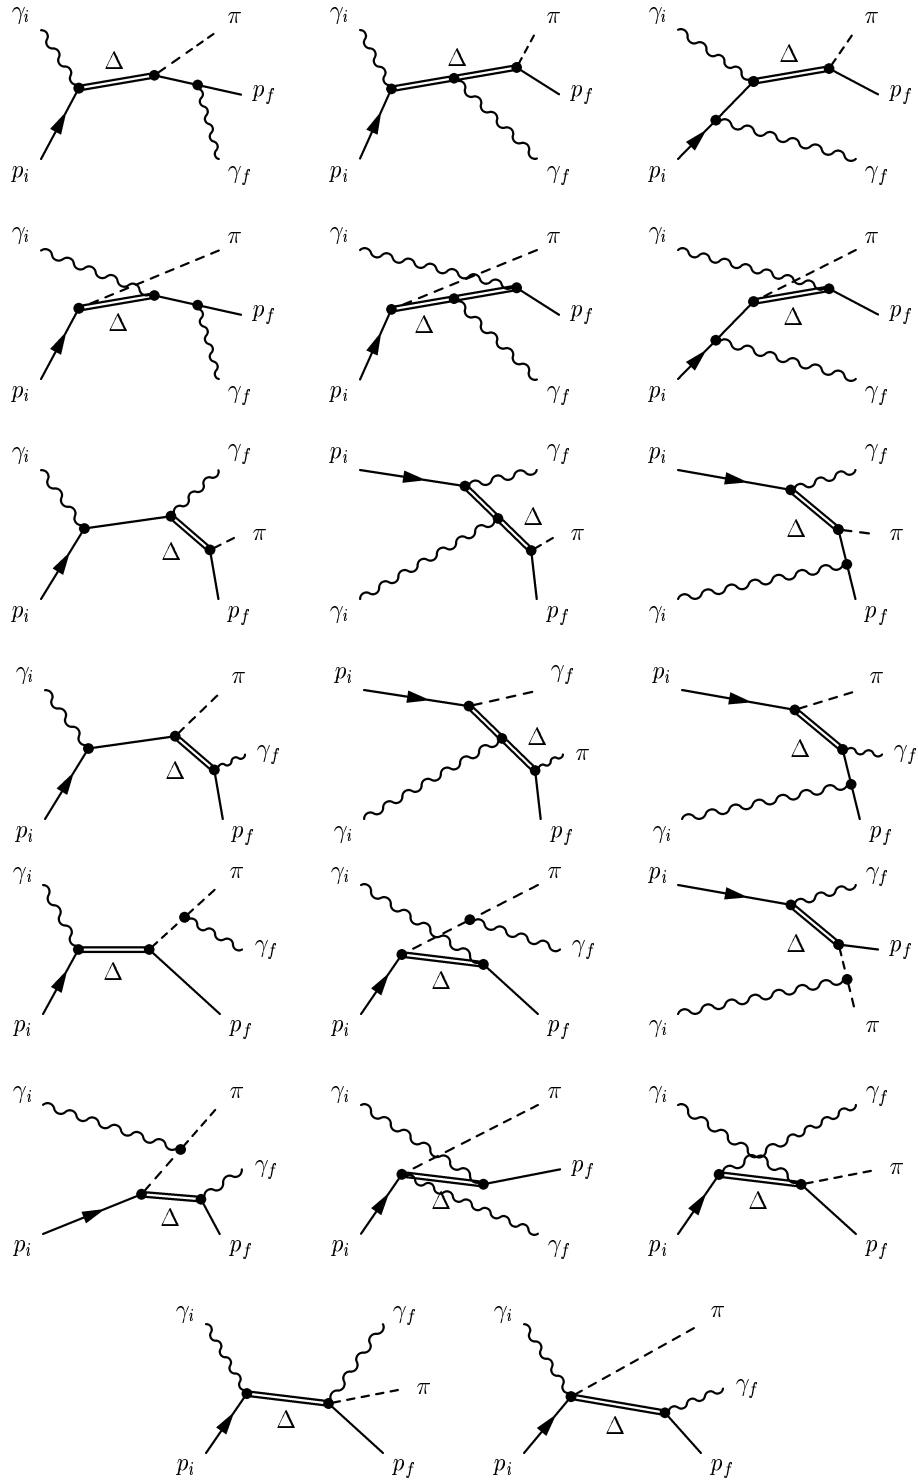 γi π γi π γi π
Δ Δ Δ
pf pf pf
pi γf pi γf pi γf
γi π γi π γi π
pf pf pf
Δ Δ Δ
pi γf pi γf pi γf
γi γf pi γf pi γf
Δ π Δ π Δ π
pi pf γi pf γi pf
γi π pi γf pi π
Δ γf Δ π Δ γf
pi pf γi pf γi pf
γi π γi π pi γf
Δ γf Δ γf Δ pf
pi pf pi pf γi π
γi π γi π γi γf
γf pf π
Δ Δ Δ
pi pf pi γf pi pf
γi γf γi π
π γf
Δ Δ
pi pf pi pf